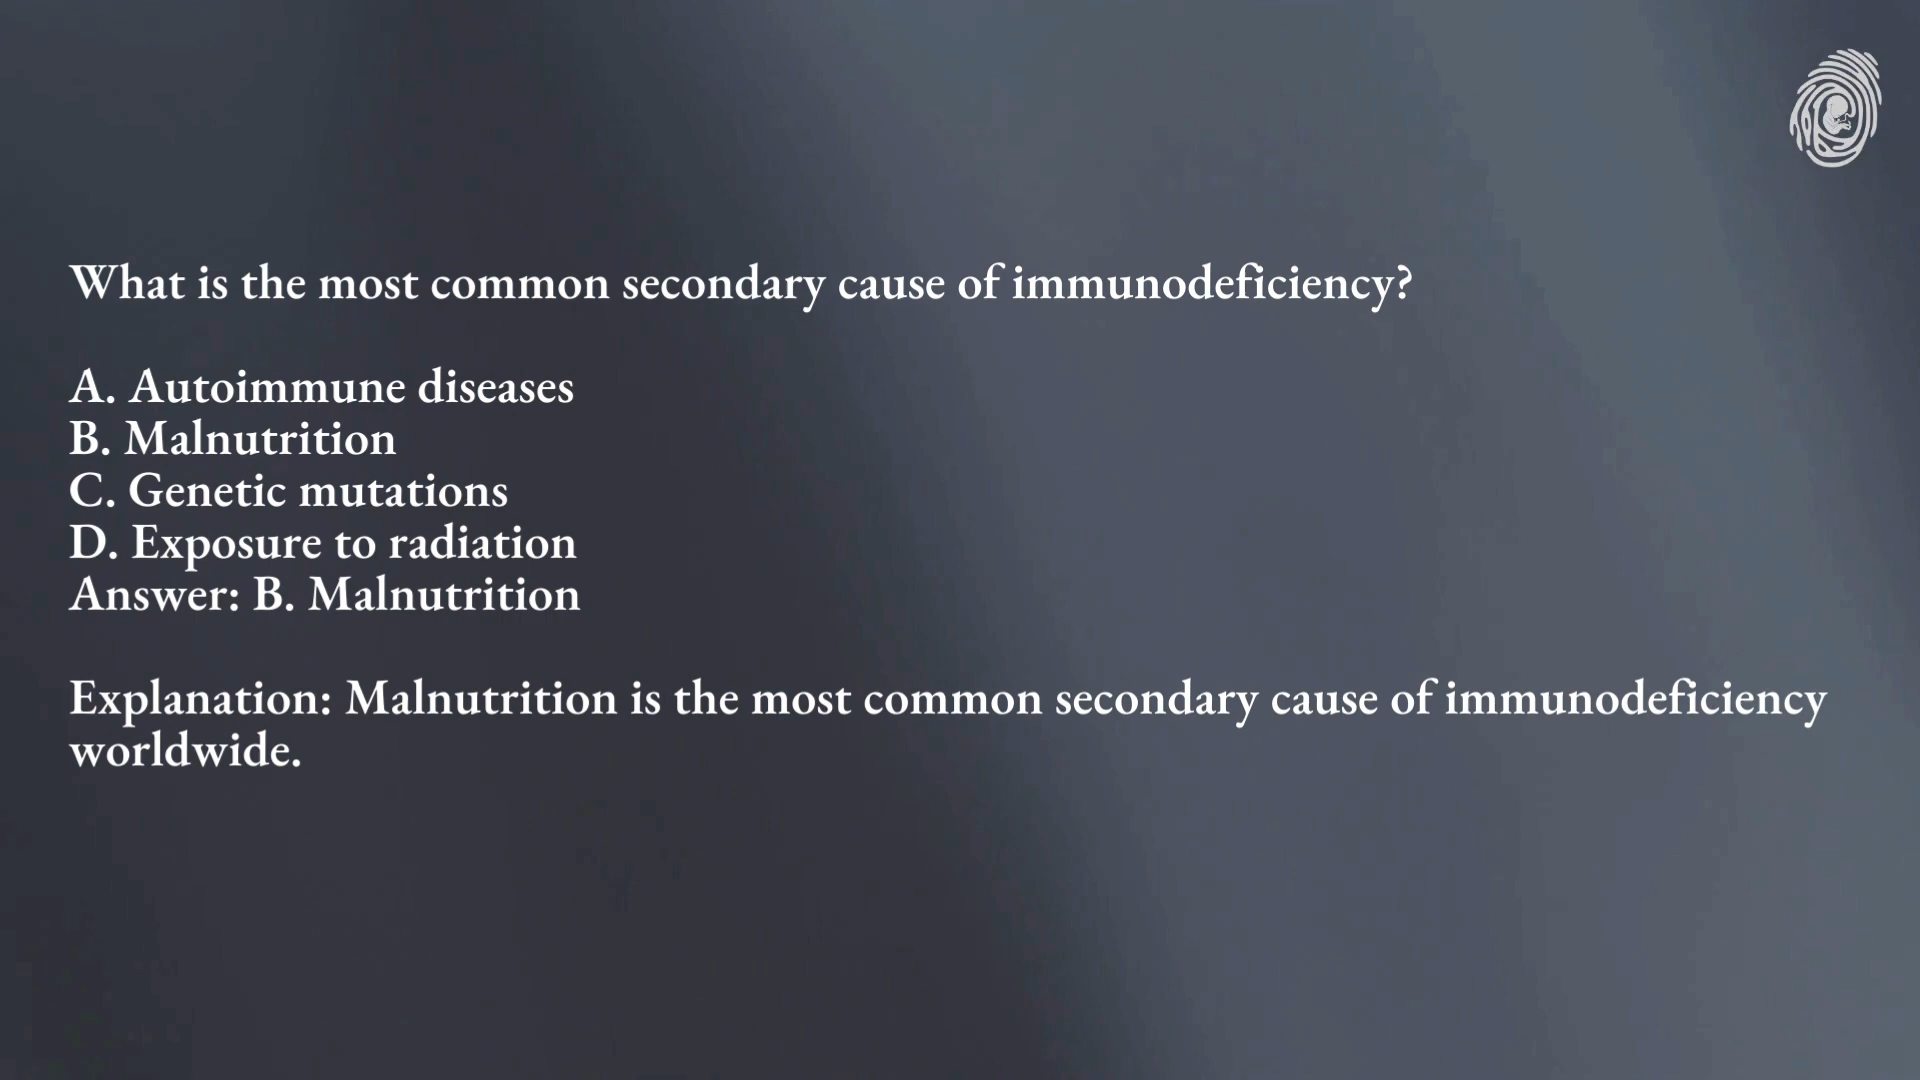 What is the most common secondary cause of immunodeficiency?
A. Autoimmune diseases
B. Malnutrition
C. Genetic mutations
D. Exposure to radiation
Answer: B. Malnutrition
Explanation: Malnutrition is the most common secondary cause of immunodeficiency
worldwide.